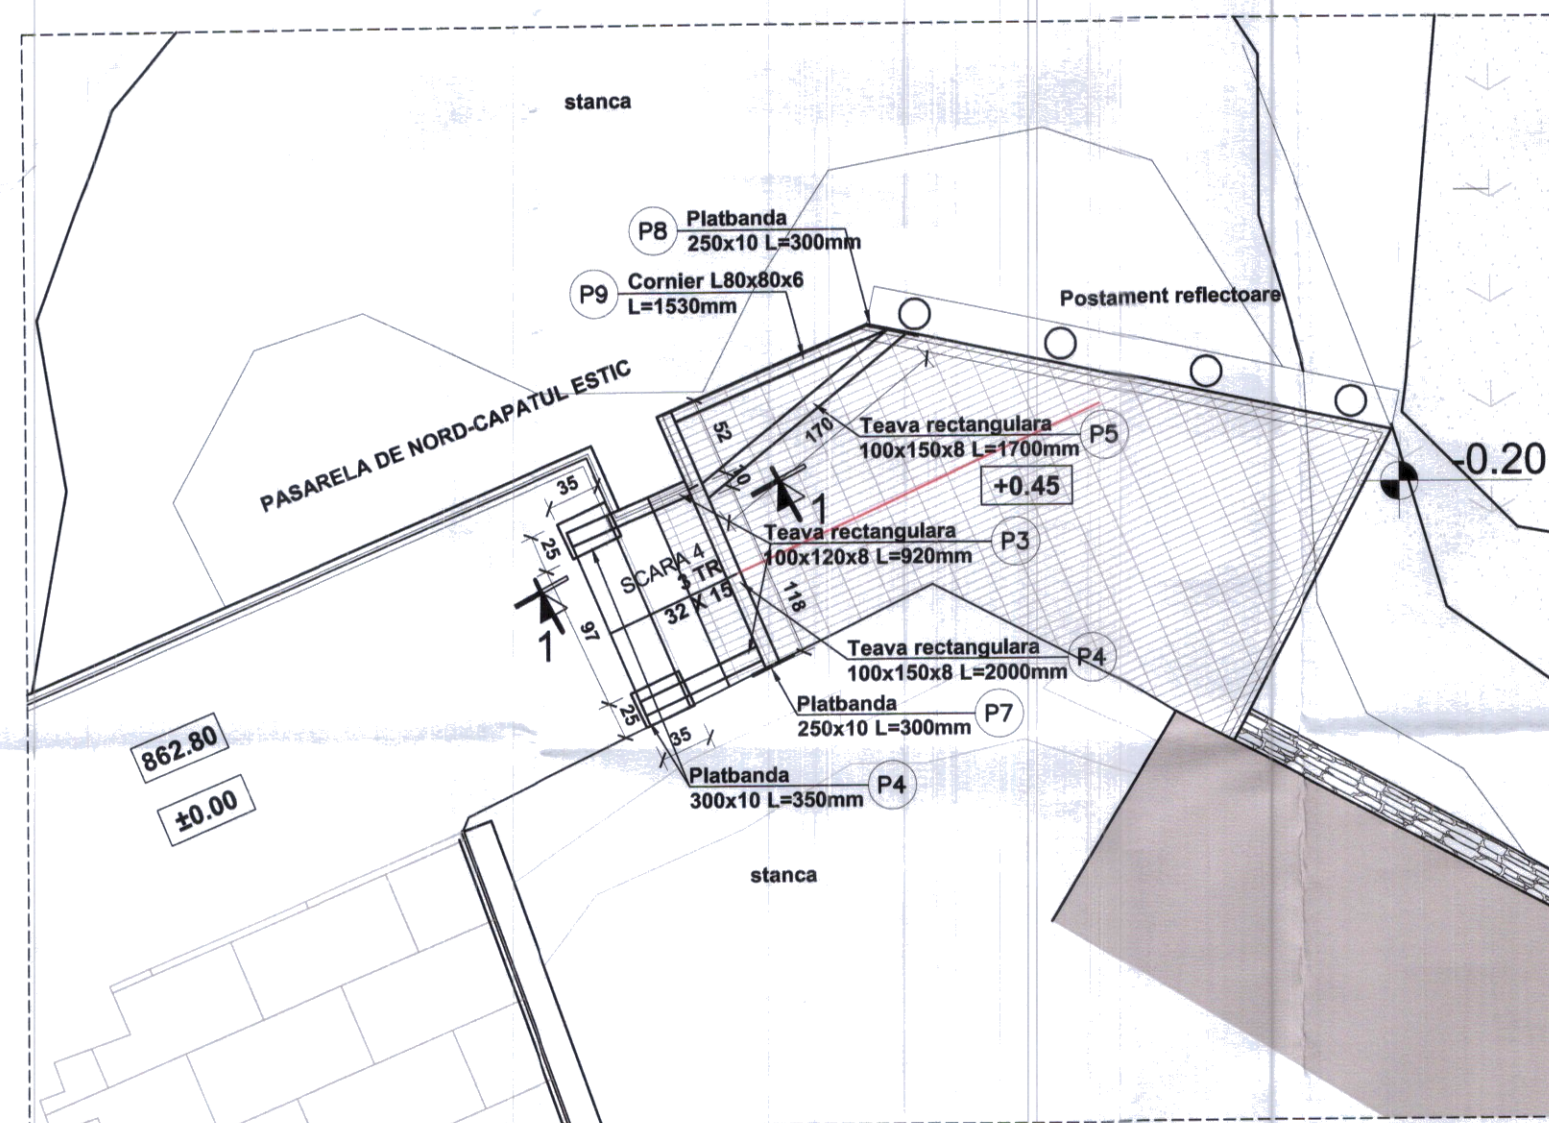 stanca
P8
Platbanda
250x10 L=300mm
P9
Cornier L80x80x6
L=1530mm
Postament reflectoare
PASARELA DE NORD-CAPATUL ESTIC
52
170
Teava rectangulara
100x150x8 L=1700mm
P5
-0.20
+0.45
10
35
1
25
Teava rectangulara
100x120x8 L=920mm
P3
SCARA 4
3 TR
32 X 15
118
97
1
Teava rectangulara
100x150x8 L=2000mm
P4
Platbanda
250x10 L=300mm
P7
25
35
862.80
±0.00
Platbanda
300x10 L=350mm
P4
stanca